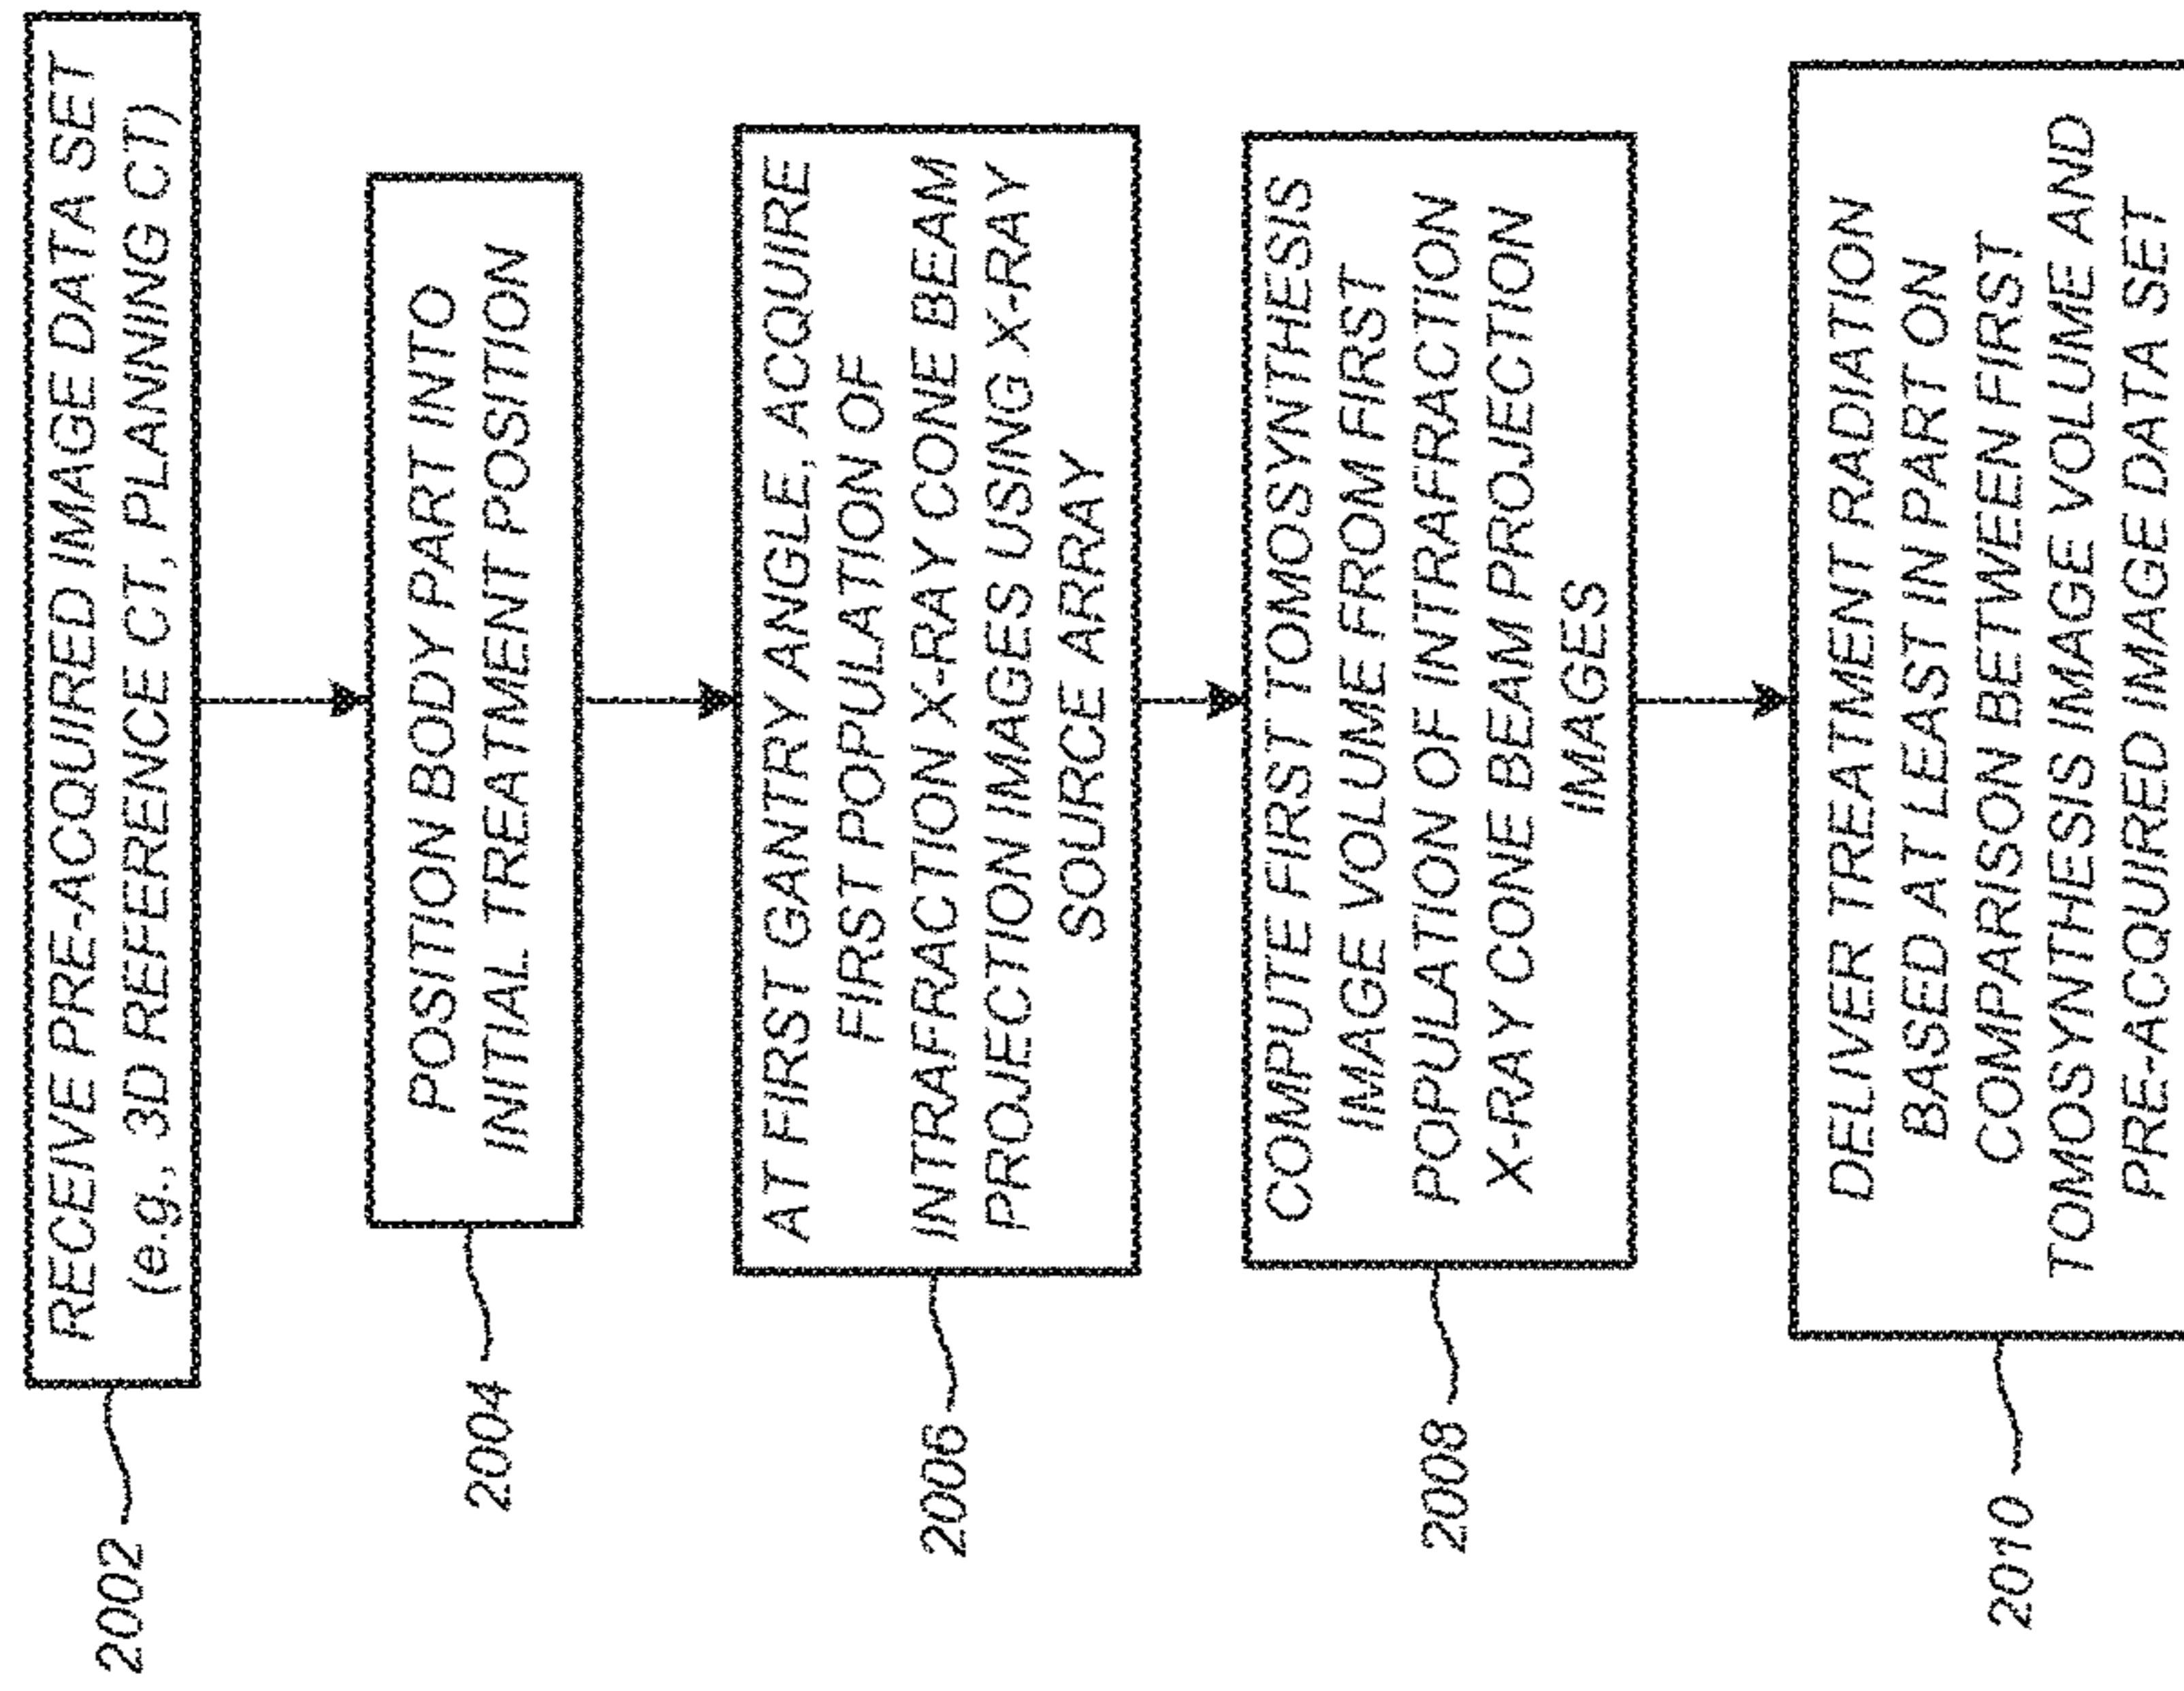 RECEIVE PRE-ACQUIRED IMAGE DATA SET
(e.g., 3D REFERENCE CT, PLANNING CT)
2002
POSITION BODY PART INTO
INITIAL TREATMENT POSITION
2004
AT FIRST GANTRY ANGLE, ACQUIRE
FIRST POPULATION OF
INTRAFRACTION X-RAY CONE BEAM
PROJECTION IMAGES USING X-RAY
SOURCE ARRAY
2006
COMPUTE FIRST TOMOSYNTHESIS
IMAGE VOLUME FROM FIRST
POPULATION OF INTRAFRACTION
X-RAY CONE BEAM PROJECTION
IMAGES
2008
DELIVER TREATMENT RADIATION
BASED AT LEAST IN PART ON
COMPARISON BETWEEN FIRST
TOMOSYNTHESIS IMAGE VOLUME AND
PRE-ACQUIRED IMAGE DATA SET
2010